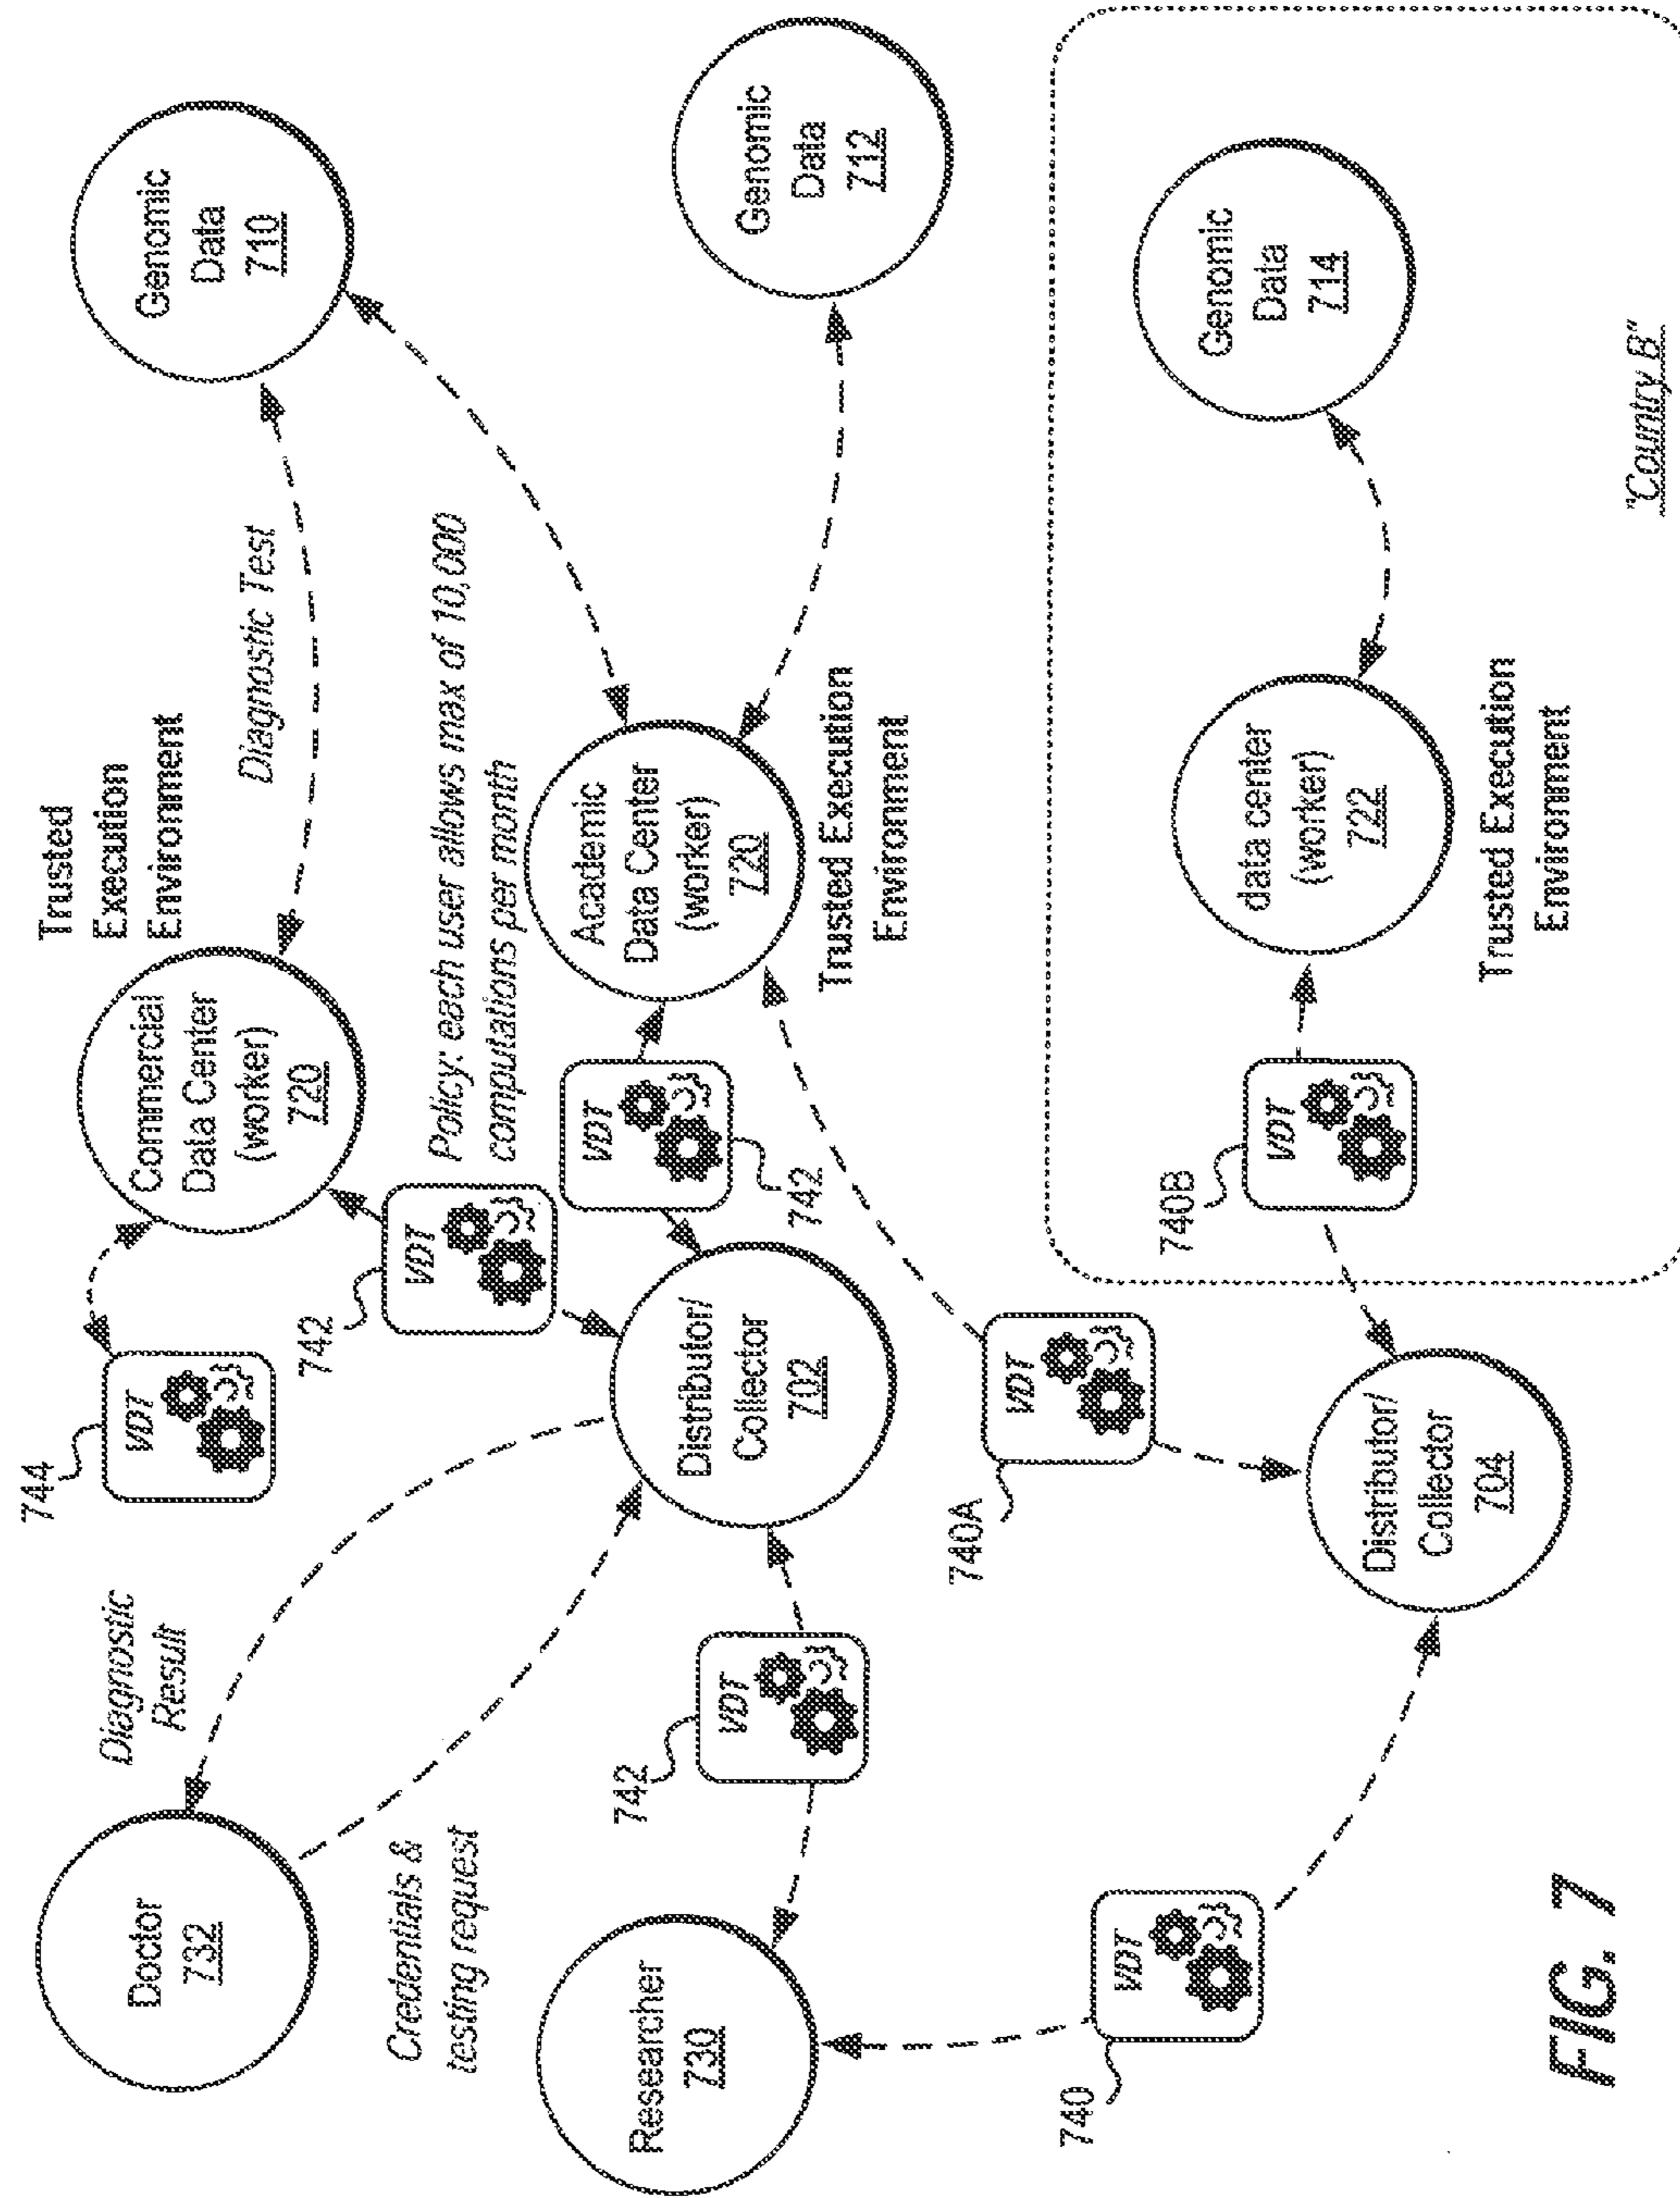 Doctor
732
Diagnostic
Result
744
VDT
Commercial
Data Center
(worker)
720
Trusted
Execution
Environment
Diagnostic Test
Genomic
Data
710
Credentials &
testing request
742
VDT
Policy: each user allows max of 10,000
computations per month
Researcher
730
742
VDT
Distributor/
Collector
702
VDT
742
Academic
Data Center
(worker)
720
Trusted Execution
Environment
Genomic
Data
712
740
VDT
740A
VDT
Distributor/
Collector
704
740B
VDT
data center
(worker)
722
Trusted Execution
Environment
Genomic
Data
714
"Country B"
FIG. 7